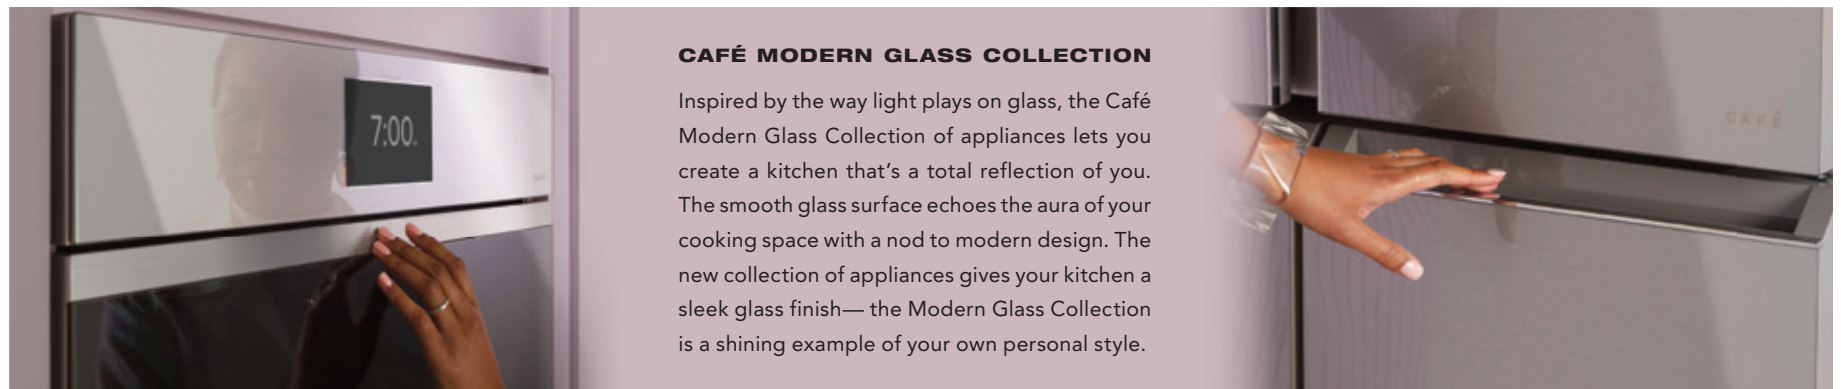 7:00.
CAFÉ
CAFÉ MODERN GLASS COLLECTION
Inspired by the way light plays on glass, the Café
Modern Glass Collection of appliances lets you
create a kitchen that’s a total reflection of you.
The smooth glass surface echoes the aura of your
cooking space with a nod to modern design. The
new collection of appliances gives your kitchen a
sleek glass finish— the Modern Glass Collection
is a shining example of your own personal style.
CAFÉ